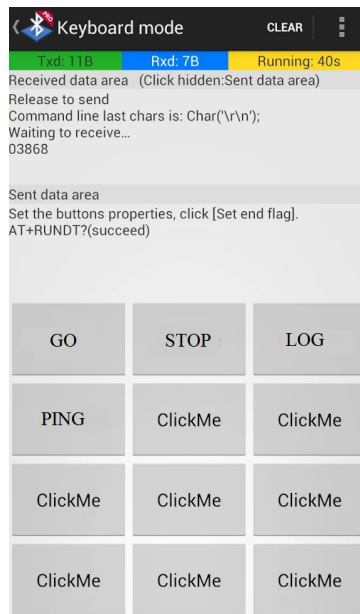 PRO
Keyboard mode CLEAR
Txd: 11B Rxd: 7B Running: 40s
Received data area (Click hidden:Sent data area)
Release to send
Command line last chars is: Char('\r\n');
Waiting to receive...
03868
Sent data area
Set the buttons properties, click [Set end flag].
AT+RUNDT?(succeed)
GO STOP LOG
PING ClickMe ClickMe
ClickMe ClickMe ClickMe
ClickMe ClickMe ClickMe